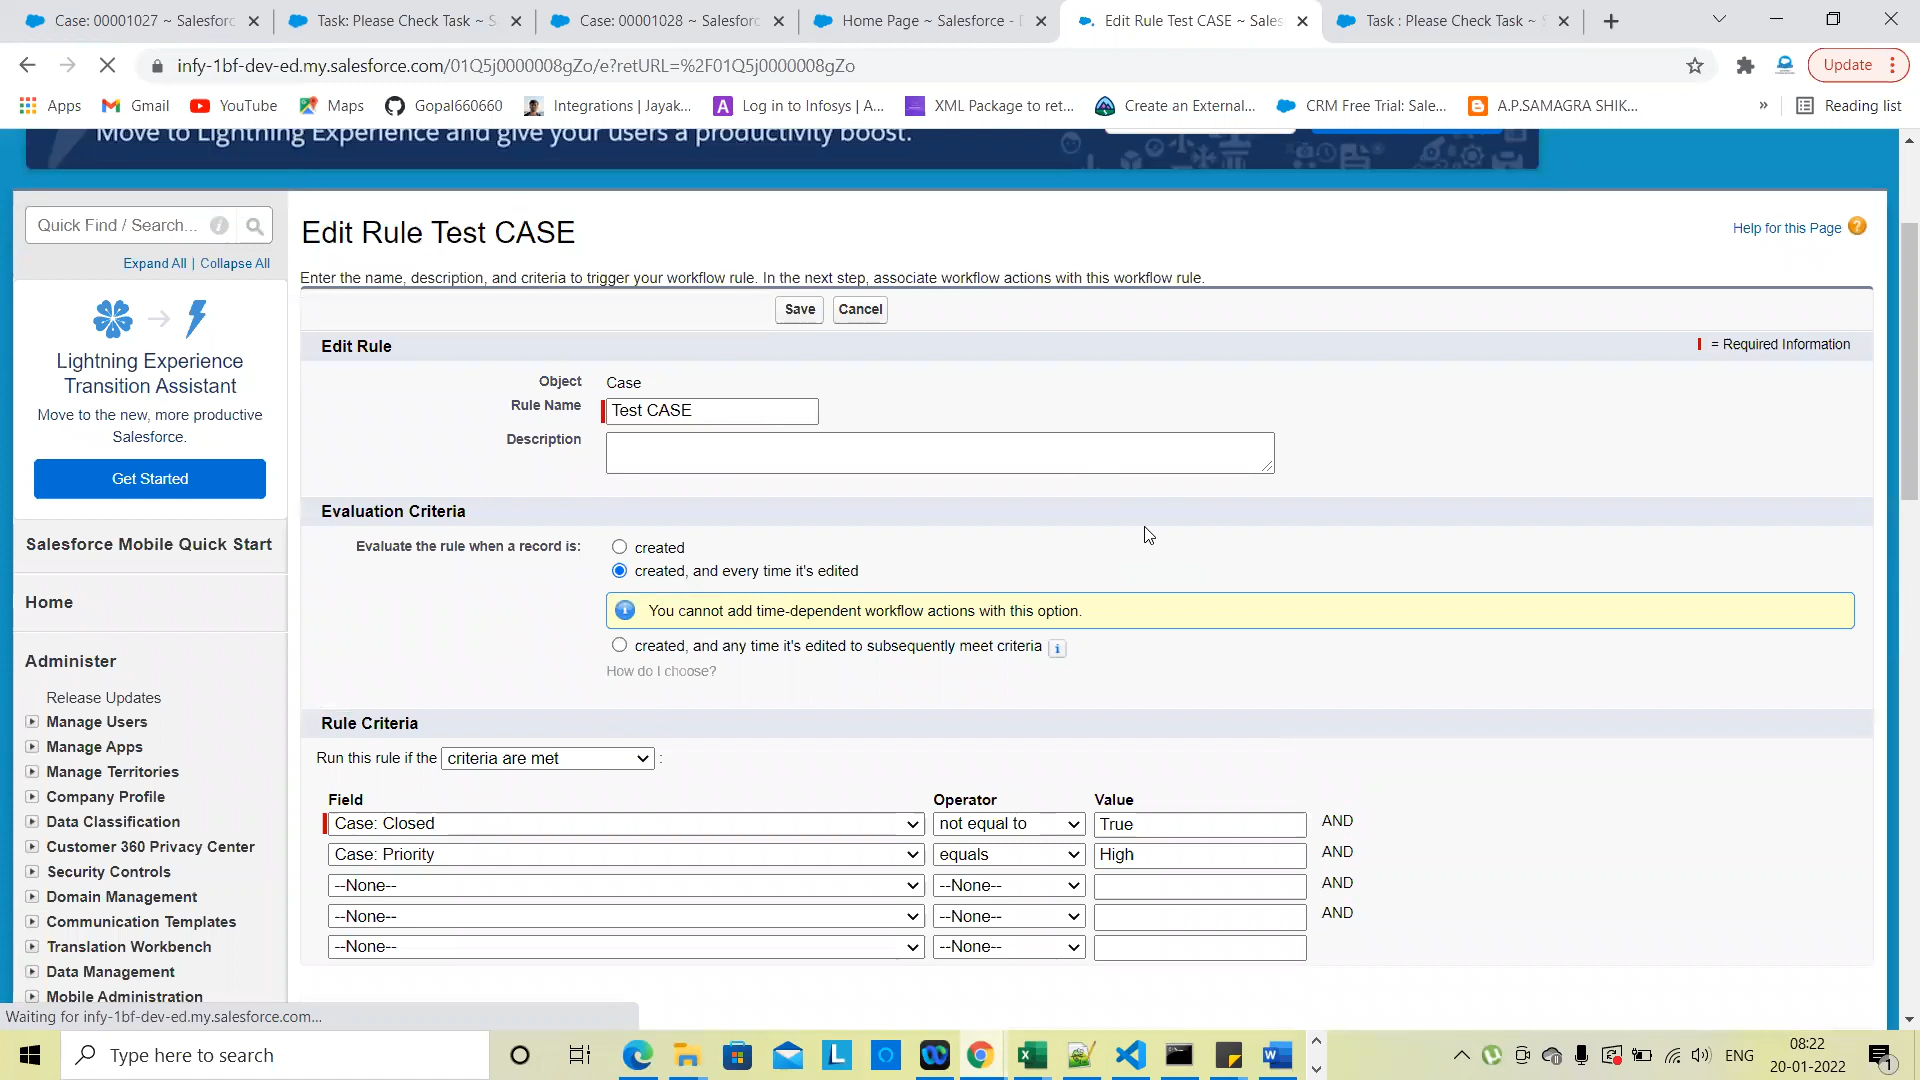 Case: 00001027 ~ Salesforc
Task: Please Check Task ~ S
Case: 00001028 ~ Salesforc
Home Page ~ Salesforce - D
Edit Rule Test CASE ~ Sales
Task : Please Check Task ~ S
infy-1bf-dev-ed.my.salesforce.com/01Q5j0000008gZo/e?retURL=%2F01Q5j0000008gZo
Update
Apps
Gmail
YouTube
Maps
Gopal660060
Integrations | Jayak...
Log in to Infosys | A...
XML Package to ret...
Create an External...
CRM Free Trial: Sale...
A.P.SAMAGRA SHIK...
»
Reading list
Move to Lightning Experience and give your users a productivity boost.
Quick Find / Search...
Expand All | Collapse All
Lightning Experience
Transition Assistant
Move to the new, more productive
Salesforce.
Get Started
Salesforce Mobile Quick Start
Home
Administer
Release Updates
Manage Users
Manage Apps
Manage Territories
Company Profile
Data Classification
Customer 360 Privacy Center
Security Controls
Domain Management
Communication Templates
Translation Workbench
Data Management
Mobile Administration
Edit Rule Test CASE
Help for this Page
Enter the name, description, and criteria to trigger your workflow rule. In the next step, associate workflow actions with this workflow rule.
Save Cancel
Edit Rule
= Required Information
Object Case
Rule Name Test CASE
Description
Evaluation Criteria
Evaluate the rule when a record is: created
created, and every time it's edited
You cannot add time-dependent workflow actions with this option.
created, and any time it's edited to subsequently meet criteria
How do I choose?
Rule Criteria
Run this rule if the criteria are met :
Field Operator Value
Case: Closed not equal to True AND
Case: Priority equals High AND
--None-- --None-- AND
--None-- --None-- AND
--None-- --None--
Waiting for infy-1bf-dev-ed.my.salesforce.com...
Type here to search
ENG
08:22
20-01-2022
1